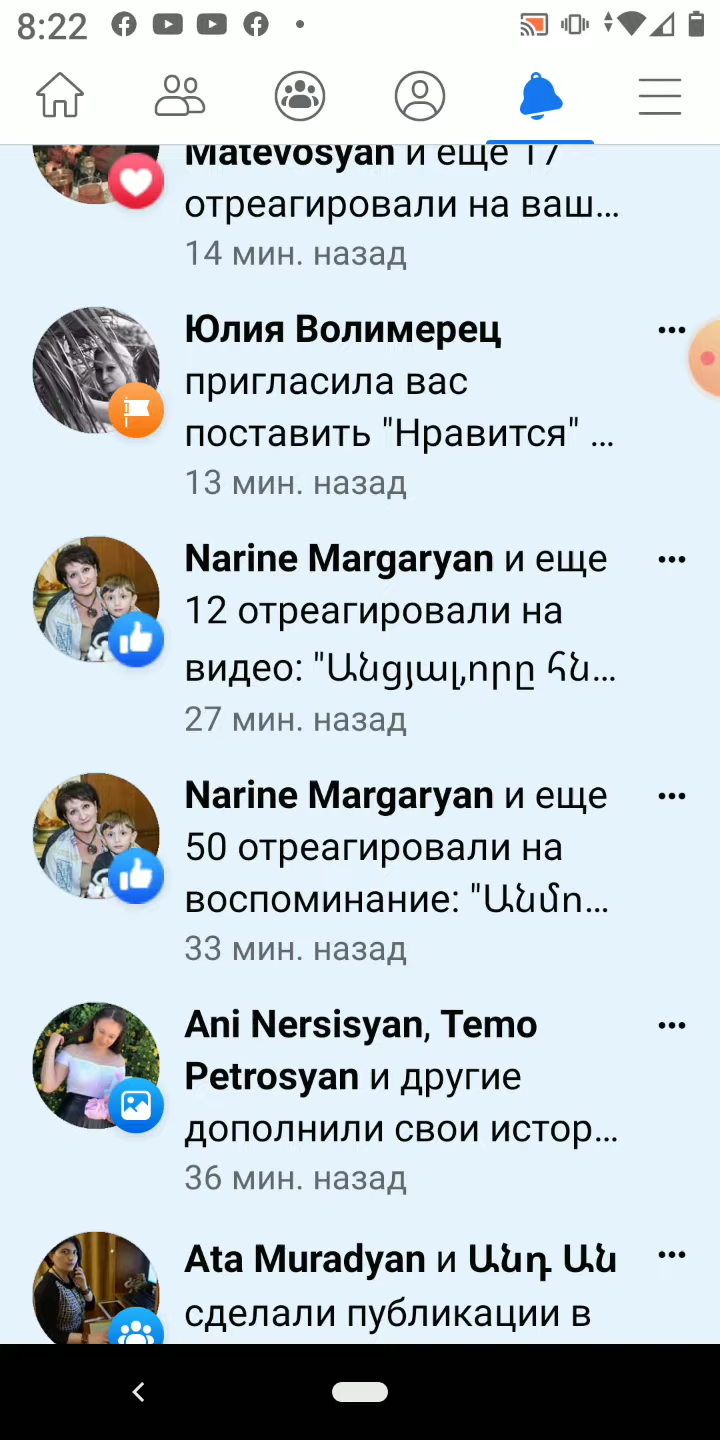 8:22
Matevosyan и еще 17
отреагировали на ваш...
14 мин. назад
Юлия Волимерец
пригласила вас
поставить "Нравится" ...
13 мин. назад
Narine Margaryan и еще
12 отреагировали на
видео: "Անցյալ,որը հն...
27 мин. назад
Narine Margaryan и еще
50 отреагировали на
воспоминание: "Անմո...
33 мин. назад
Ani Nersisyan, Temo
Petrosyan и другие
дополнили свои истор...
36 мин. назад
Ata Muradyan и Անդ Ան
сделали публикации в